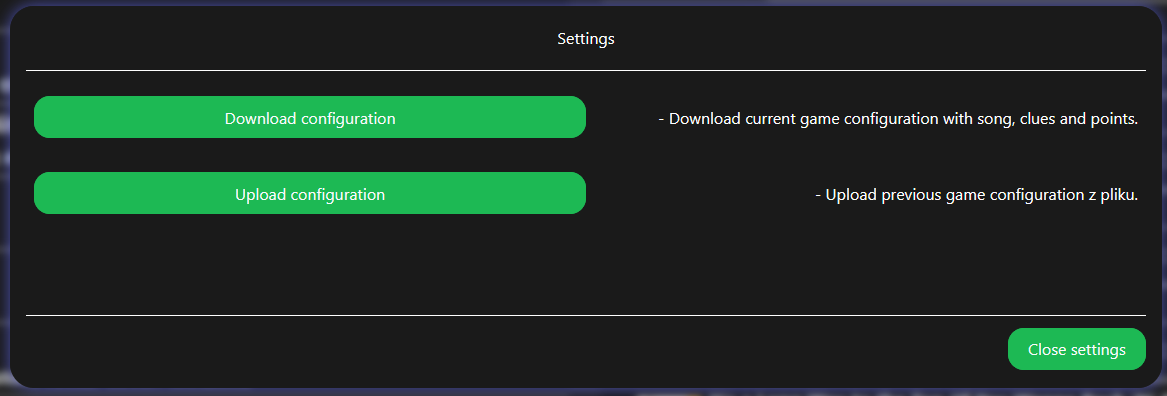 Settings
Download configuration
- Download current game configuration with song, clues and points.
Upload configuration
- Upload previous game configuration z pliku.
Close settings